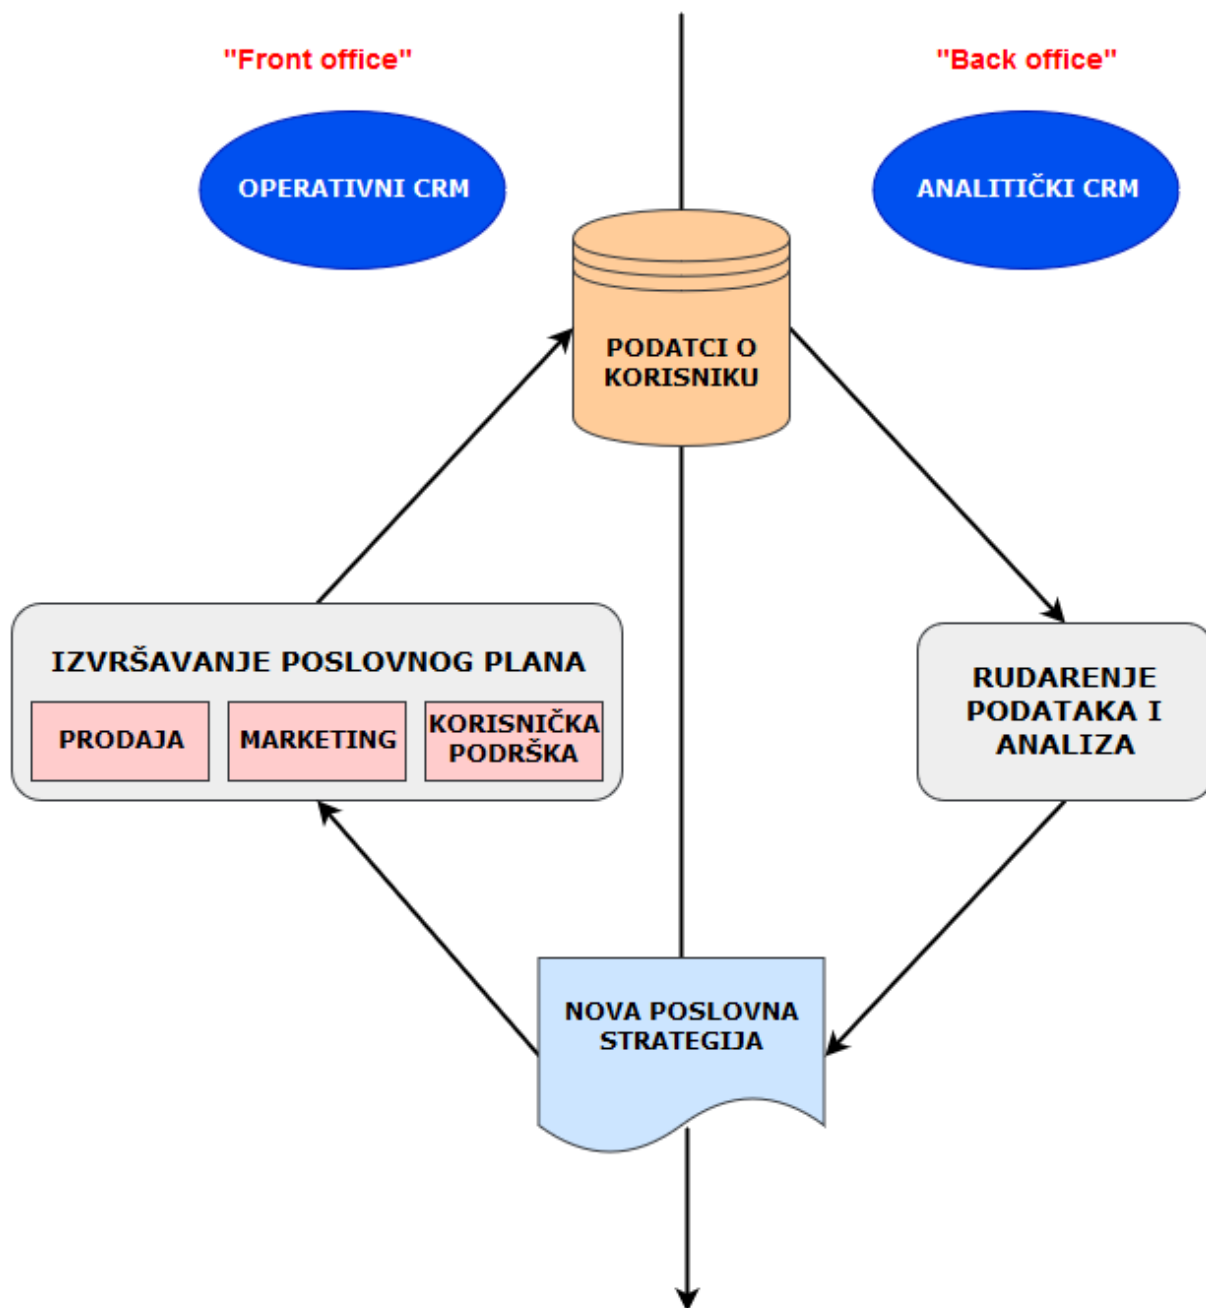 "Front office"
"Back office"
OPERATIVNI CRM
ANALITIČKI CRM
PODATCI O
KORISNIKU
IZVRŠAVANJE POSLOVNOG PLANA
PRODAJA
MARKETING
KORISNIČKA
PODRŠKA
RUDARENJE
PODATAKA I
ANALIZA
NOVA POSLOVNA
STRATEGIJA